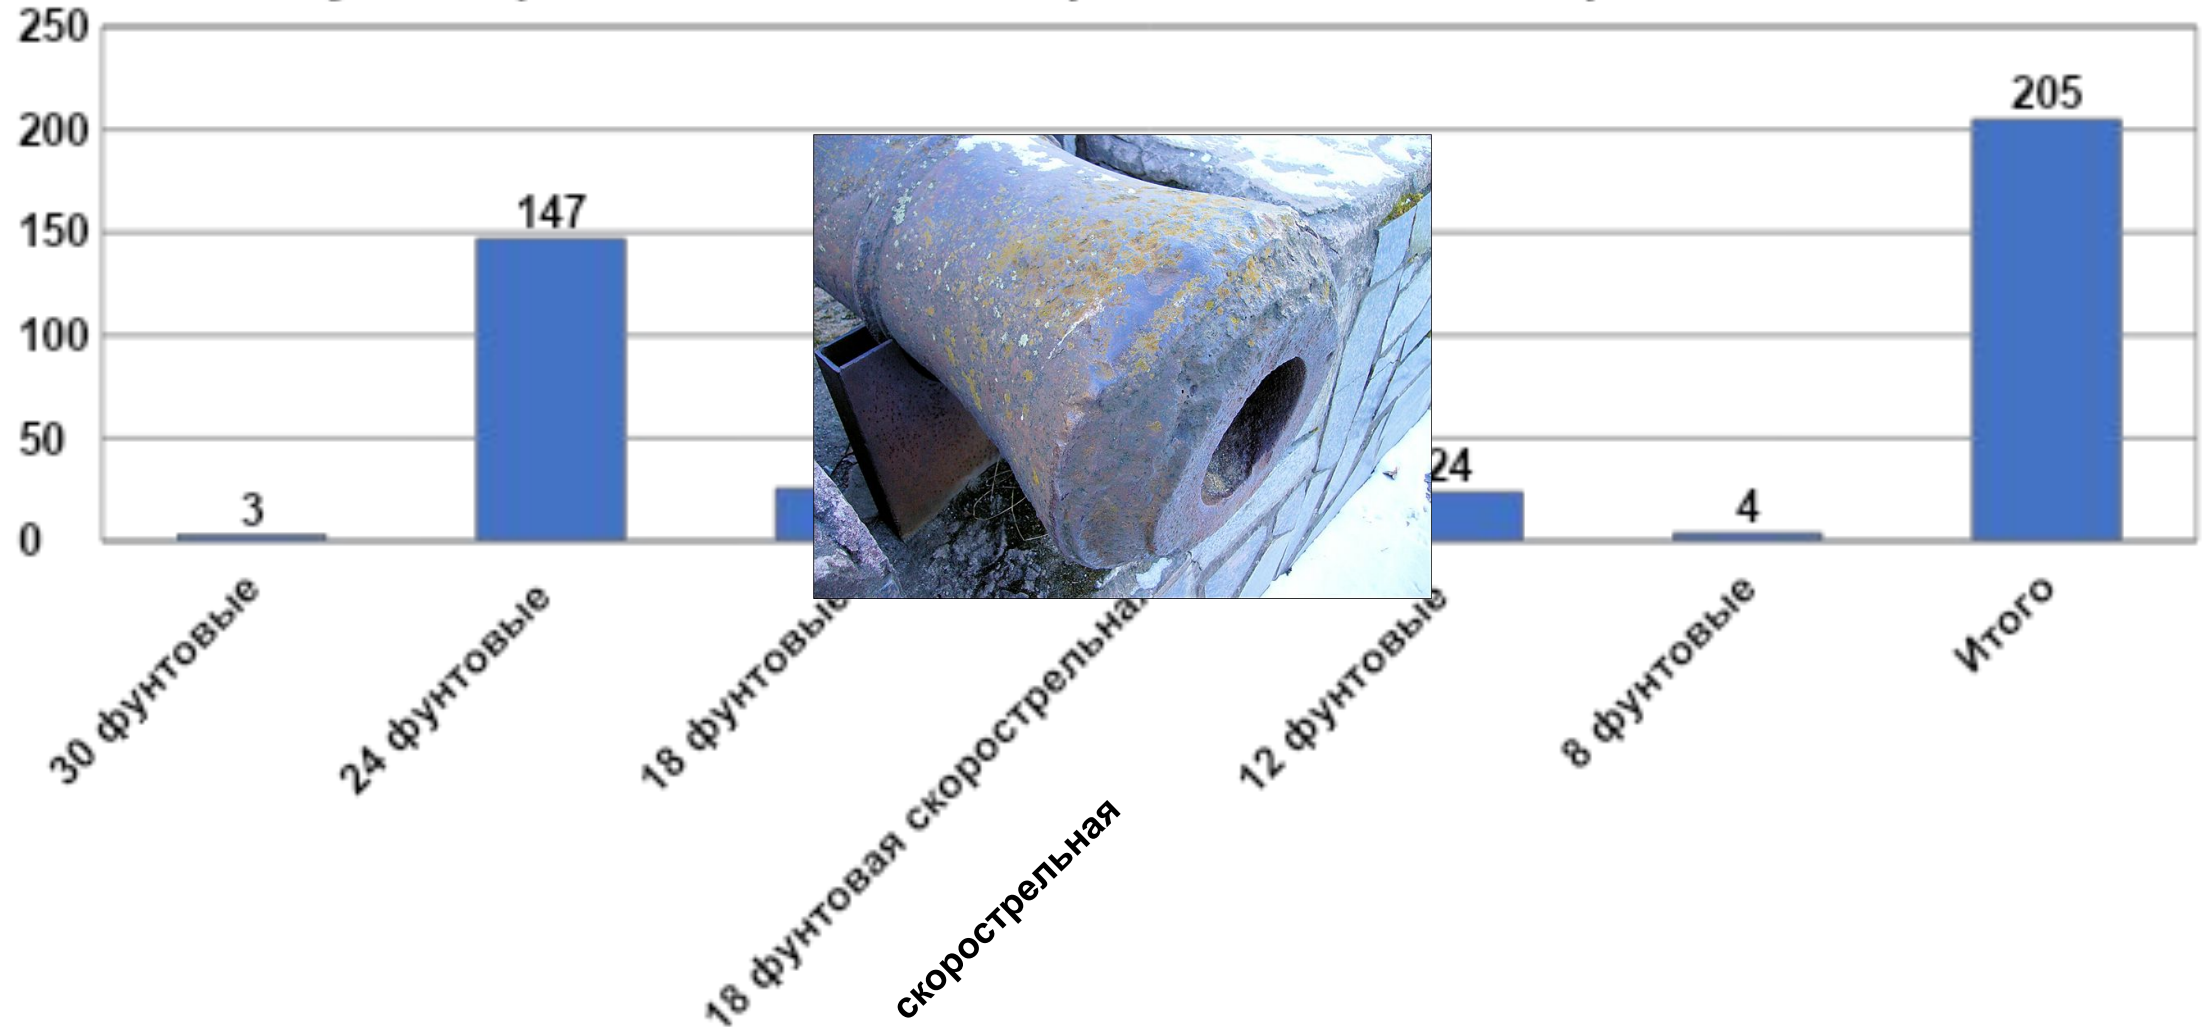 250
200
150
100
50
0
3
147
24
4
205
30 фунтовые
24 фунтовые
18 фунтовые
18 фунтовая скорострельная
скорострельная
12 фунтовые
8 фунтовые
Итого